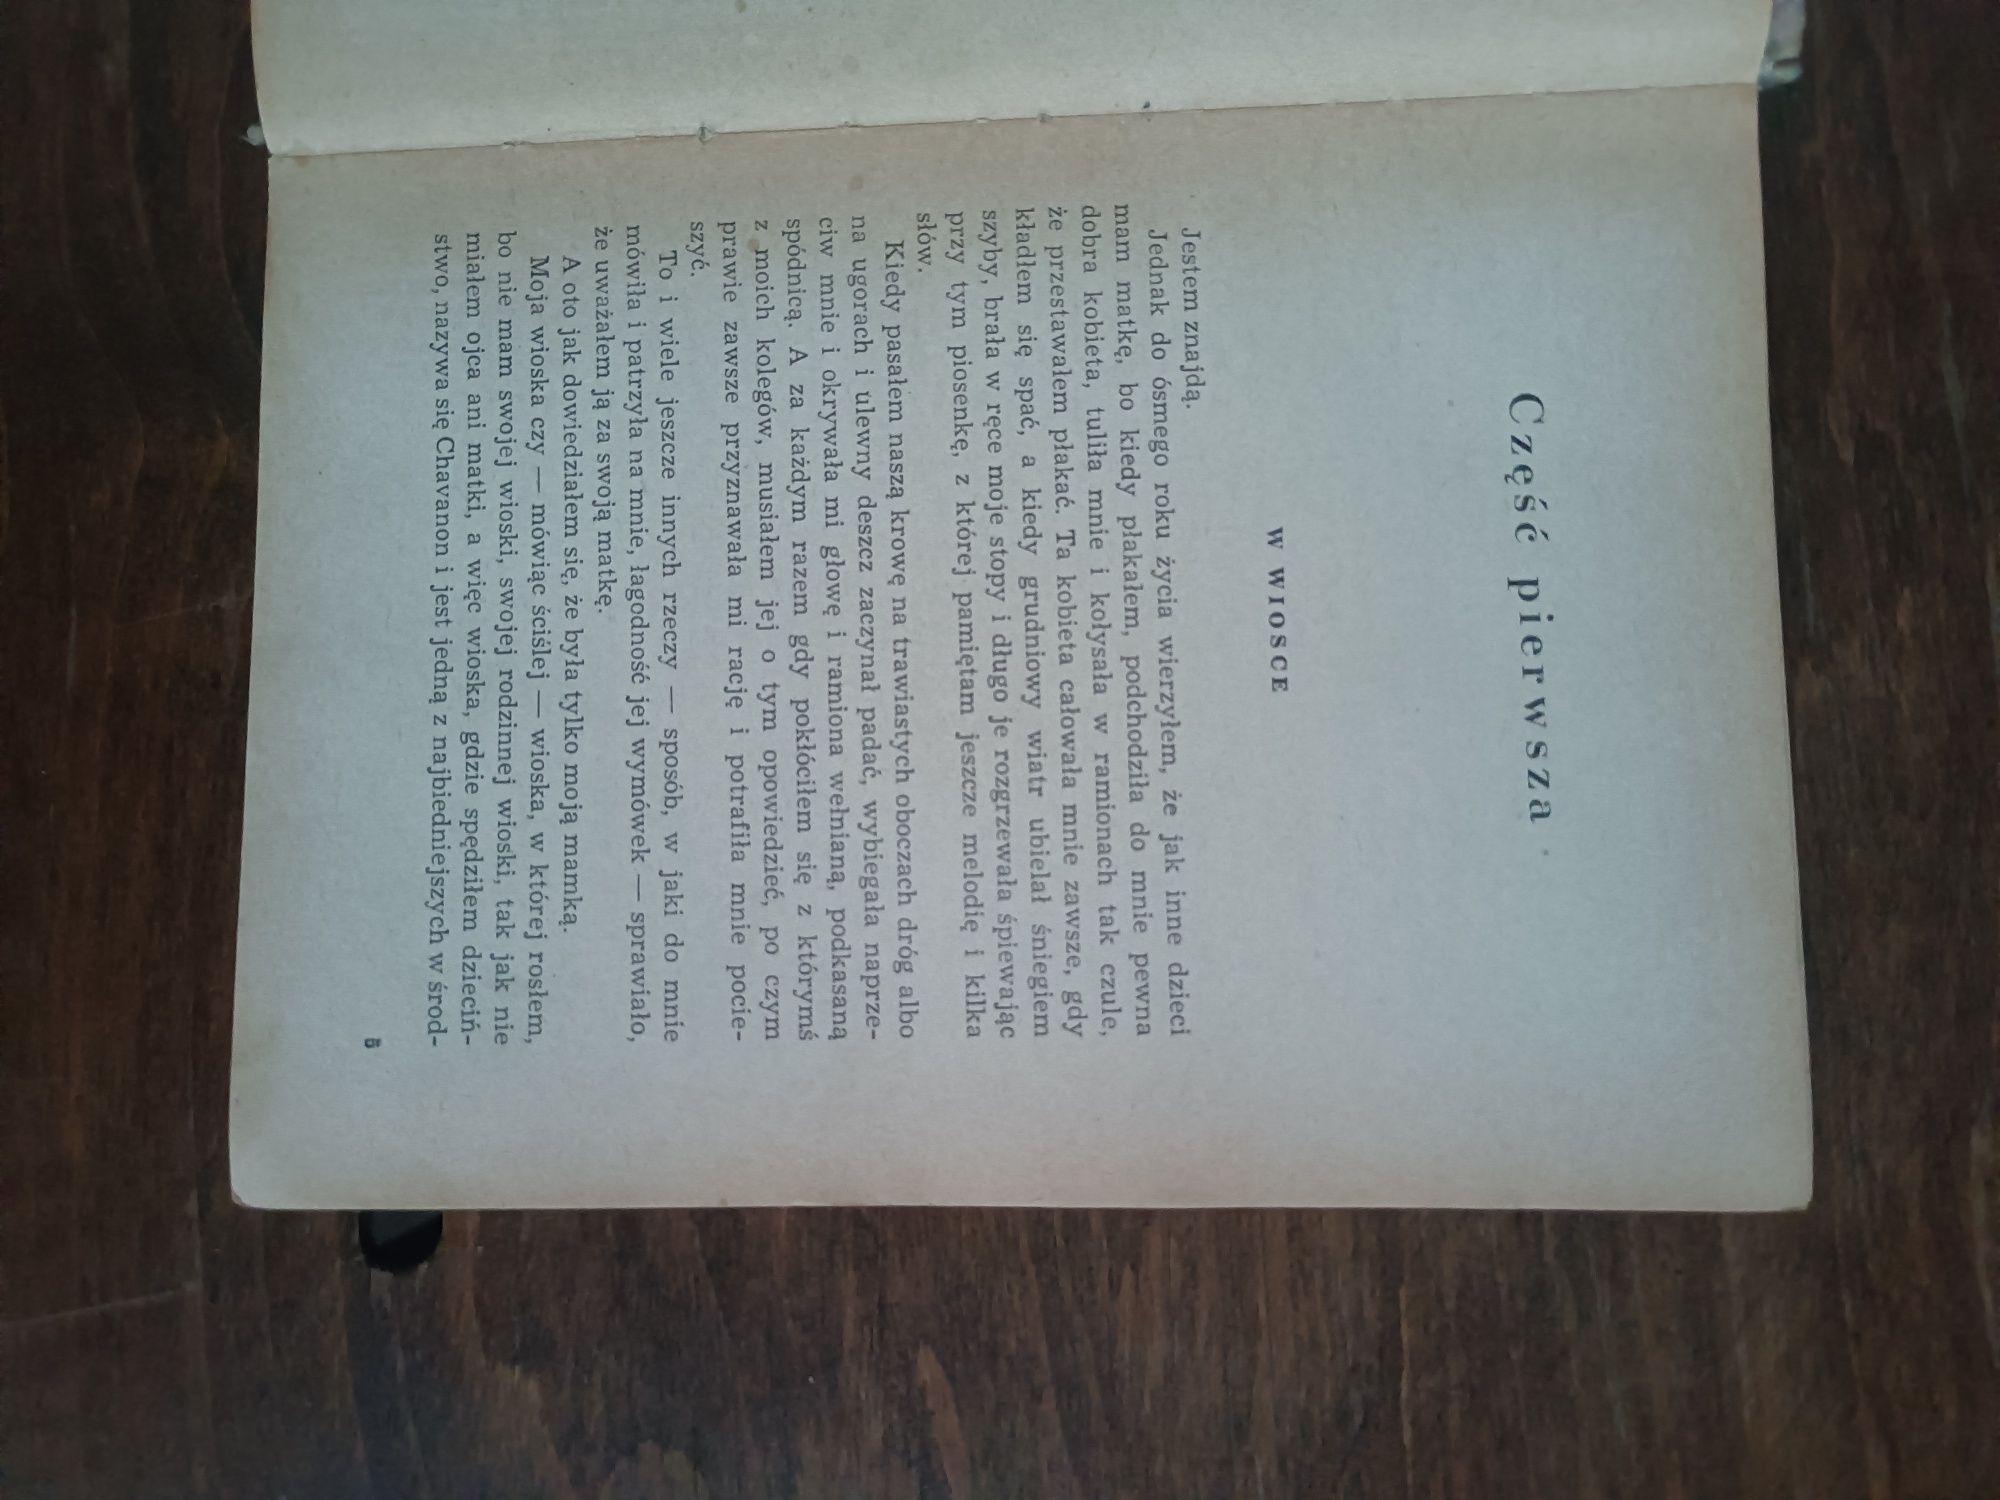 Część pierwsza
W WIOSCE
Jestem znajdą.
Jednak do ósmego roku życia wierzyłem, że jak inne dzieci
mam matkę, bo kiedy płakałem, podchodziła do mnie pewna
dobra kobieta, tuliła mnie i kołysała w ramionach tak czule,
że przestawałem płakać. Ta kobieta całowała mnie zawsze, gdy
kładłem się spać, a kiedy grudniowy wiatr ubielał śniegiem
szyby, brała w ręce moje stopy i długo je rozgrzewała śpiewając
przy tym piosenkę, z której pamiętam jeszcze melodię i kilka
słów.
Kiedy pasałem naszą krowę na trawiastych oboczach dróg albo
na ugorach i ulewny deszcz zaczynał padać, wybiegała naprze-
ciw mnie i okrywała mi głowę i ramiona wełnianą, podkasaną
spódnicą. A za każdym razem gdy pokłóciłem się z którymś
z moich kolegów, musiałem jej o tym opowiedzieć, po czym
prawie zawsze przyznawała mi rację i potrafiła mnie pocie-
szyć.
To i wiele jeszcze innych rzeczy — sposób, w jaki do mnie
mówiła i patrzyła na mnie, łagodność jej wymówek — sprawiało,
że uważałem ją za swoją matkę.
A oto jak dowiedziałem się, że była tylko moją mamką.
Moja wioska czy — mówiąc ściślej — wioska, w której rosłem,
bo nie mam swojej wioski, swojej rodzinnej wioski, tak jak nie
miałem ojca ani matki, a więc wioska, gdzie spędziłem dzieciń-
stwo, nazywa się Chavanon i jest jedną z najbiedniejszych w środ-
5